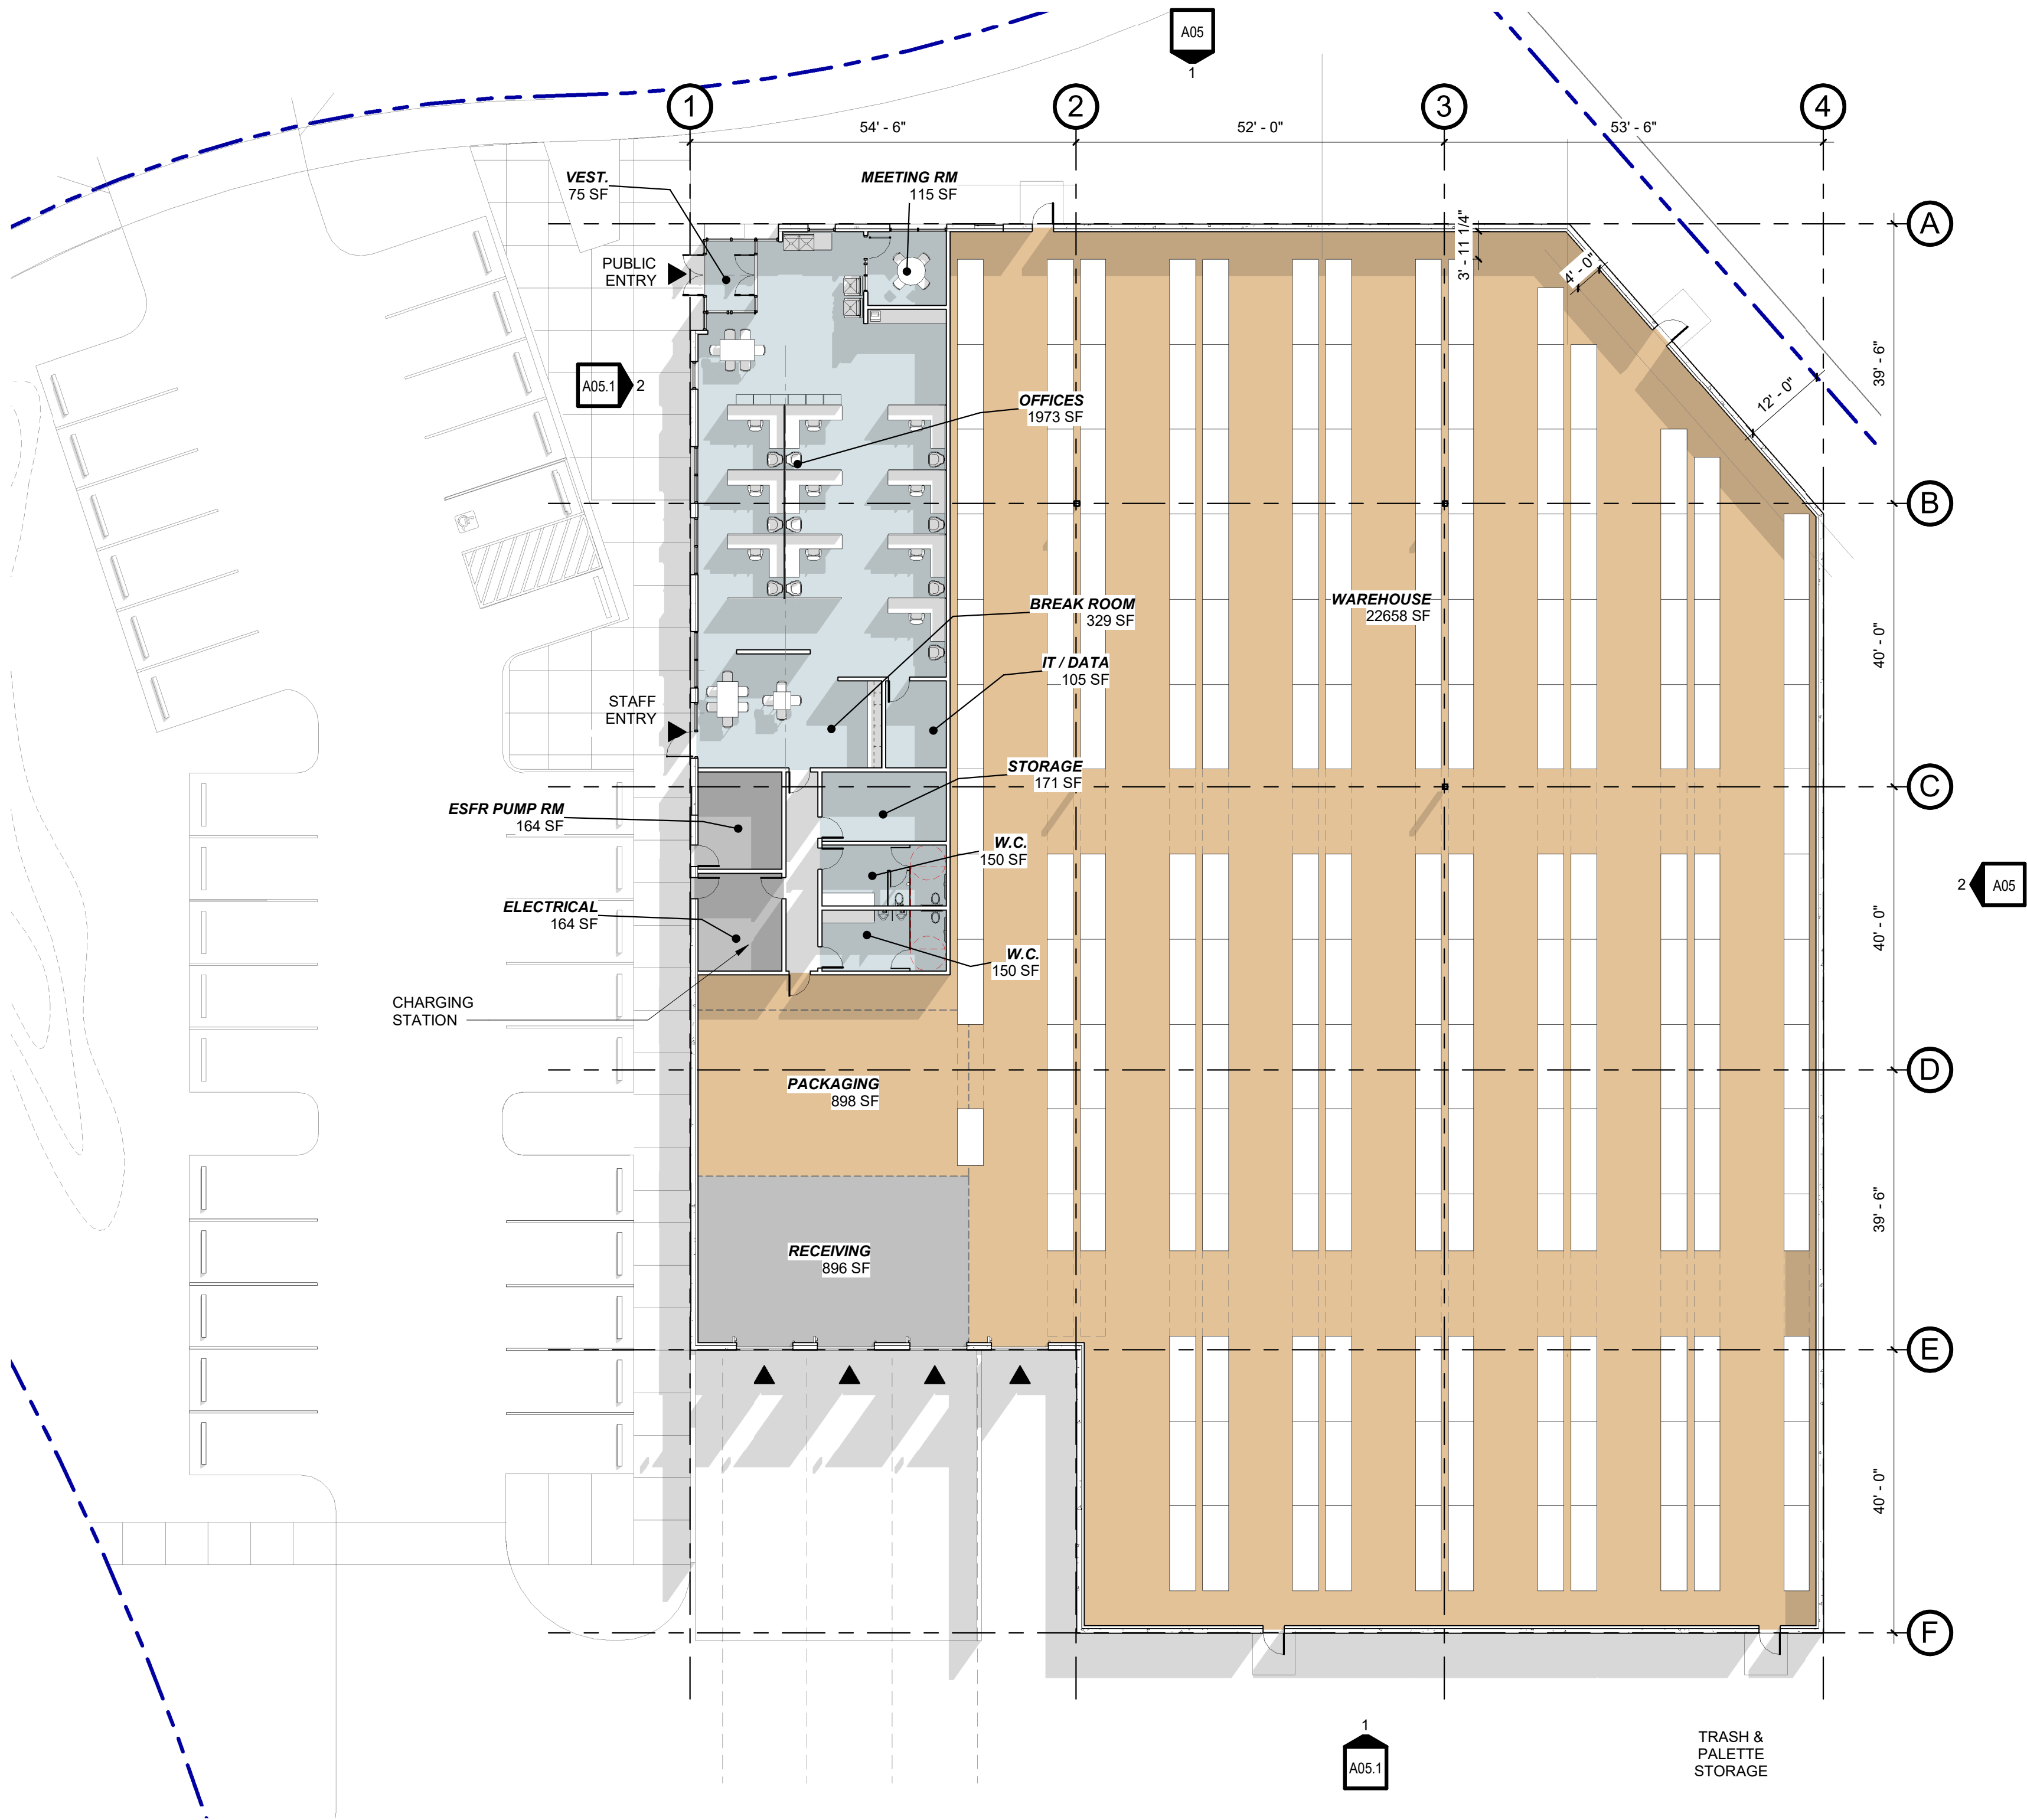 A05
1
1
2
3
4
54' - 6"
52' - 0"
53' - 6"
VEST.
75 SF
MEETING RM
115 SF
A
PUBLIC
ENTRY
3' - 11 1/4"
4' - 0"
39' - 6"
A05.1
2
12' - 0"
OFFICES
1973 SF
B
BREAK ROOM
329 SF
WAREHOUSE
22658 SF
40' - 0"
IT / DATA
105 SF
STAFF
ENTRY
STORAGE
171 SF
C
ESFR PUMP RM
164 SF
W.C.
150 SF
2
A05
ELECTRICAL
164 SF
40' - 0"
W.C.
150 SF
CHARGING
STATION
D
PACKAGING
898 SF
39' - 6"
RECEIVING
896 SF
E
40' - 0"
F
1
A05.1
TRASH &
PALETTE
STORAGE